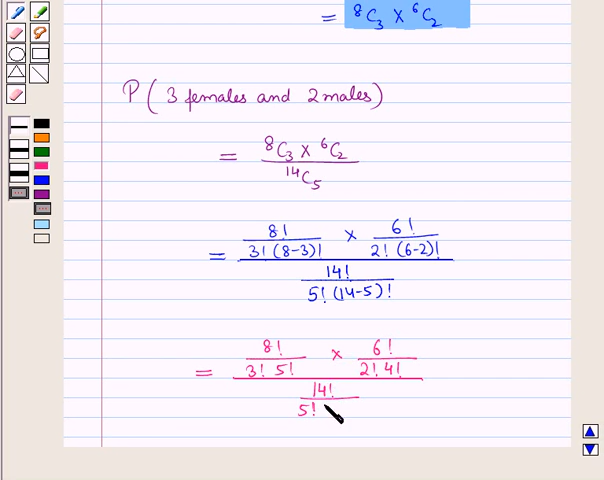 = ⁸C₃ × ⁶C₂
P ( 3 females and 2 males)
= (⁸C₃ × ⁶C₂) / ¹⁴C₅
= (8! / (3! (8-3)!) × 6! / (2! (6-2)!)) / (14! / (5! (14-5)!))
= (8! / (3! 5!) × 6! / (2! 4!)) / (14! / 5!)